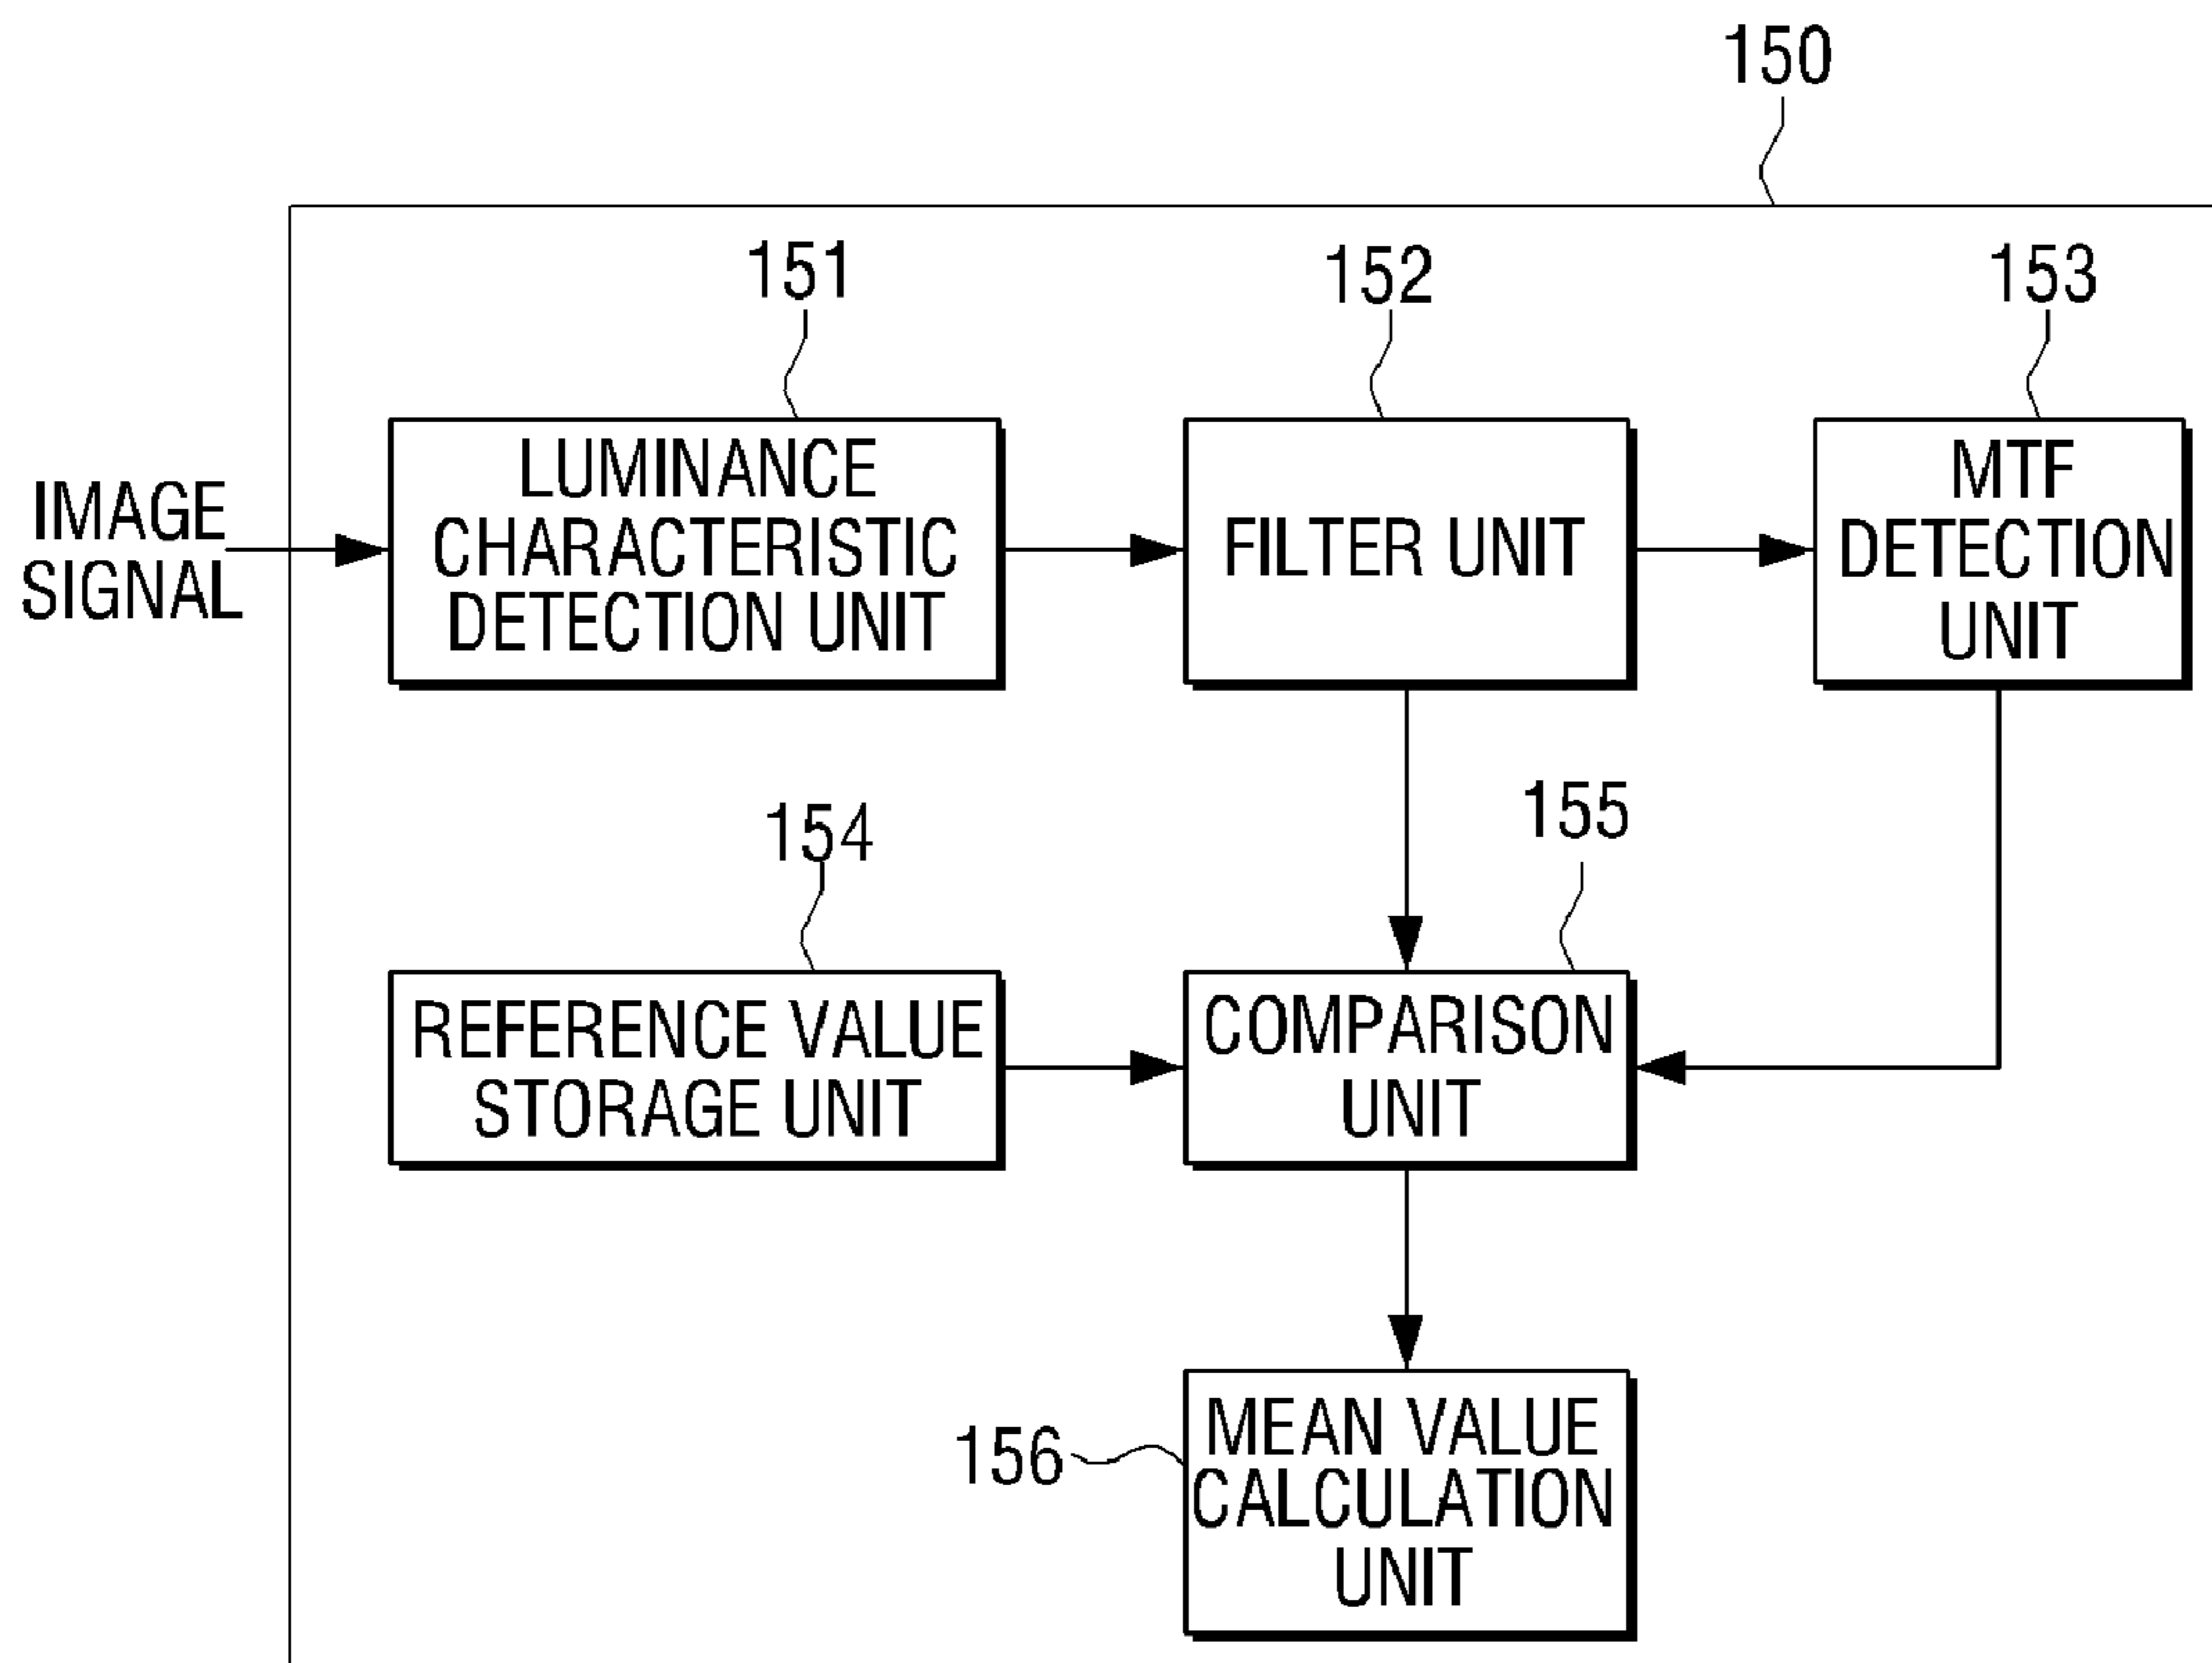 150
151
152
153
IMAGE
SIGNAL
LUMINANCE
CHARACTERISTIC
DETECTION UNIT
FILTER UNIT
MTF
DETECTION
UNIT
154
155
REFERENCE VALUE
STORAGE UNIT
COMPARISON
UNIT
156
MEAN VALUE
CALCULATION
UNIT